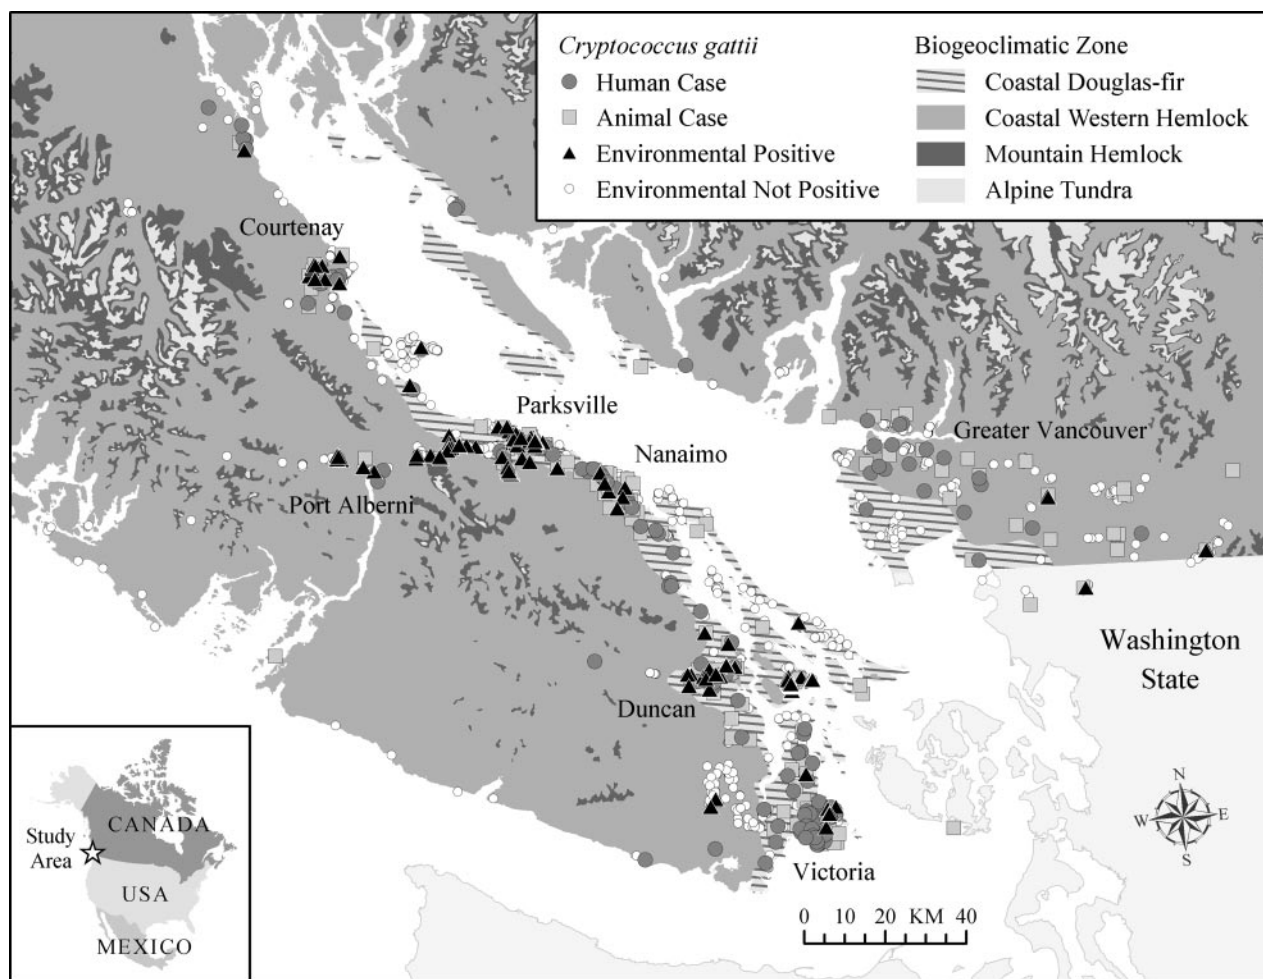 Cryptococcus gattii
Human Case
Animal Case
Environmental Positive
Environmental Not Positive
Biogeoclimatic Zone
Coastal Douglas-fir
Coastal Western Hemlock
Mountain Hemlock
Alpine Tundra
Courtenay
Parksville
Greater Vancouver
Nanaimo
Port Alberni
Washington
State
Duncan
Victoria
0 10 20 KM 40
N
W E
S
CANADA
Study
Area
USA
MEXICO